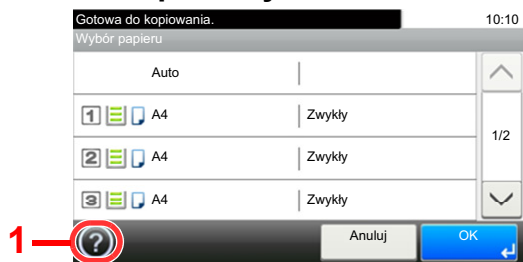 Gotowa do kopiowania. 10:10
Wybór papieru
Auto
1 A4 Zwykły
1/2
2 A4 Zwykły
3 A4 Zwykły
1 ? Anuluj OK